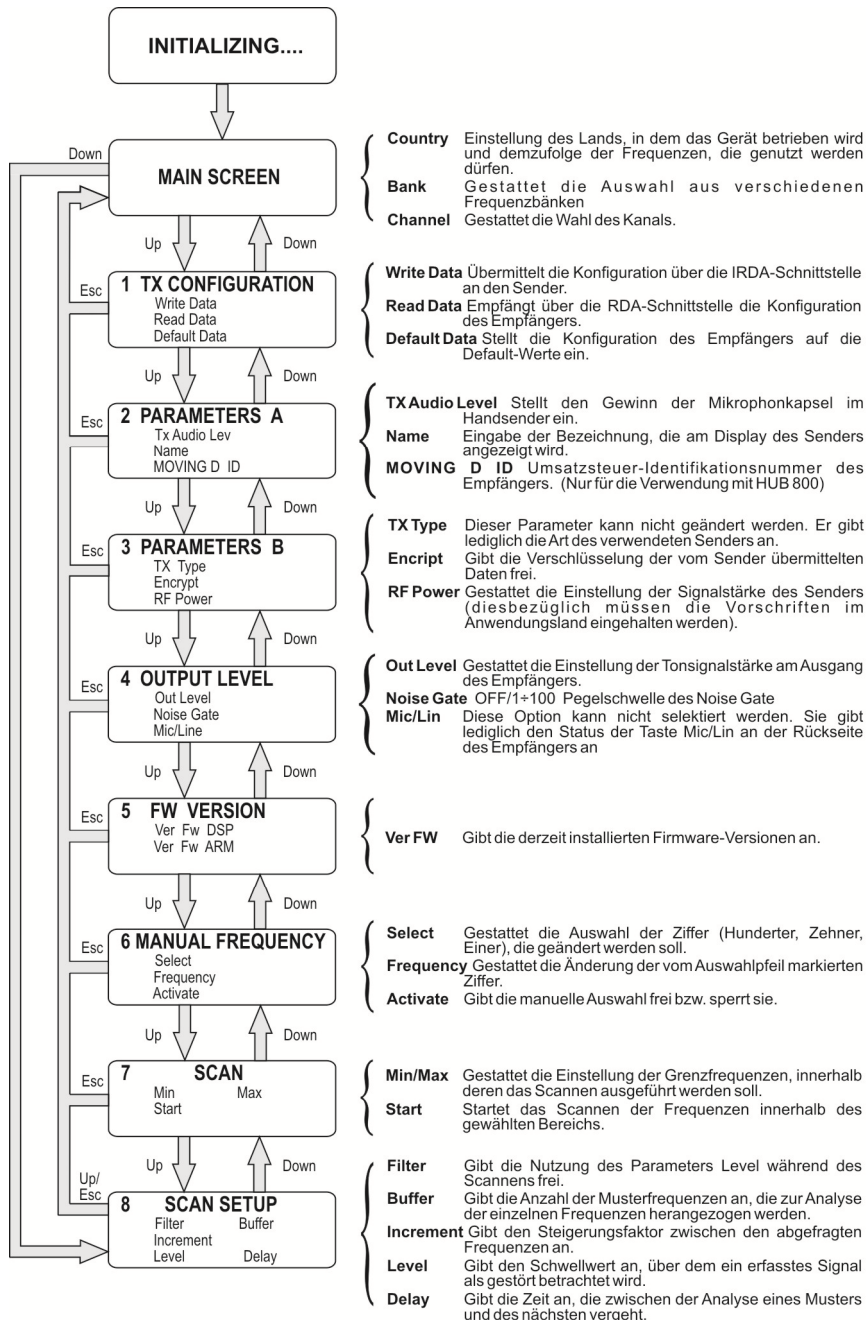 INITIALIZING....
Down
MAIN SCREEN
Country Einstellung des Lands, in dem das Gerät betrieben wird
und demzufolge der Frequenzen, die genutzt werden
dürfen.
Bank Gestattet die Auswahl aus verschiedenen
Frequenzbänken
Channel Gestattet die Wahl des Kanals.
Up Down
Esc
1 TX CONFIGURATION
Write Data
Read Data
Default Data
Write Data Übermittelt die Konfiguration über die IRDA-Schnittstelle
an den Sender.
Read Data Empfängt über die RDA-Schnittstelle die Konfiguration
des Empfängers.
Default Data Stellt die Konfiguration des Empfängers auf die
Default-Werte ein.
Up Down
Esc
2 PARAMETERS A
Tx Audio Lev
Name
MOVING D ID
TX Audio Level Stellt den Gewinn der Mikrophonkapsel im
Handsender ein.
Name Eingabe der Bezeichnung, die am Display des Senders
angezeigt wird.
MOVING D ID Umsatzsteuer-Identifikationsnummer des
Empfängers. (Nur für die Verwendung mit HUB 800)
Up Down
Esc
3 PARAMETERS B
TX Type
Encrypt
RF Power
TX Type Dieser Parameter kann nicht geändert werden. Er gibt
lediglich die Art des verwendeten Senders an.
Encript Gibt die Verschlüsselung der vom Sender übermittelten
Daten frei.
RF Power Gestattet die Einstellung der Signalstärke des Senders
(diesbezüglich müssen die Vorschriften im
Anwendungsland eingehalten werden).
Up Down
Esc
4 OUTPUT LEVEL
Out Level
Noise Gate
Mic/Line
Out Level Gestattet die Einstellung der Tonsignalstärke am Ausgang
des Empfängers.
Noise Gate OFF/1÷100 Pegelschwelle des Noise Gate
Mic/Lin Diese Option kann nicht selektiert werden. Sie gibt
lediglich den Status der Taste Mic/Lin an der Rückseite
des Empfängers an
Up Down
Esc
5 FW VERSION
Ver Fw DSP
Ver Fw ARM
Ver FW Gibt die derzeit installierten Firmware-Versionen an.
Up Down
Esc
6 MANUAL FREQUENCY
Select
Frequency
Activate
Select Gestattet die Auswahl der Ziffer (Hunderter, Zehner,
Einer), die geändert werden soll.
Frequency Gestattet die Änderung der vom Auswahlpfeil markierten
Ziffer.
Activate Gibt die manuelle Auswahl frei bzw. sperrt sie.
Up Down
Esc
7 SCAN
Min Max
Start
Min/Max Gestattet die Einstellung der Grenzfrequenzen, innerhalb
deren das Scannen ausgeführt werden soll.
Start Startet das Scannen der Frequenzen innerhalb des
gewählten Bereichs.
Up Down
Up/
Esc
8 SCAN SETUP
Filter Buffer
Increment
Level Delay
Filter Gibt die Nutzung des Parameters Level während des
Scannens frei.
Buffer Gibt die Anzahl der Musterfrequenzen an, die zur Analyse
der einzelnen Frequenzen herangezogen werden.
Increment Gibt den Steigerungsfaktor zwischen den abgefragten
Frequenzen an.
Level Gibt den Schwellwert an, über dem ein erfasstes Signal
als gestört betrachtet wird.
Delay Gibt die Zeit an, die zwischen der Analyse eines Musters
und des nächsten vergeht.